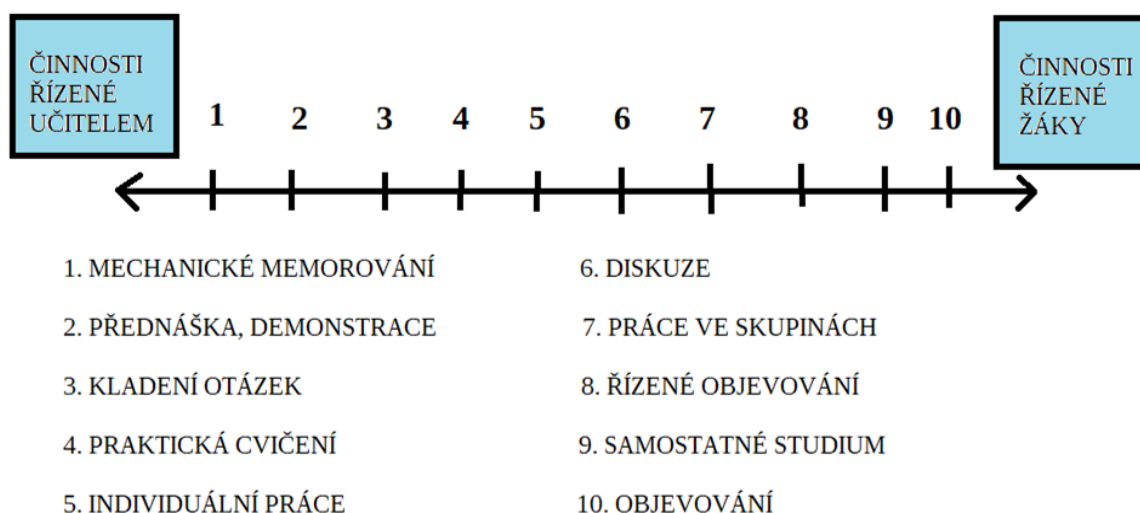 ČINNOSTI
ŘÍZENÉ
UČITELEM
1 2 3 4 5 6 7 8 9 10
ČINNOSTI
ŘÍZENÉ
ŽÁKY
1. MECHANICKÉ MEMOROVÁNÍ
2. PŘEDNÁŠKA, DEMONSTRACE
3. KLADENÍ OTÁZEK
4. PRAKTICKÁ CVIČENÍ
5. INDIVIDUÁLNÍ PRÁCE
6. DISKUZE
7. PRÁCE VE SKUPINÁCH
8. ŘÍZENÉ OBJEVOVÁNÍ
9. SAMOSTATNÉ STUDIUM
10. OBJEVOVÁNÍ